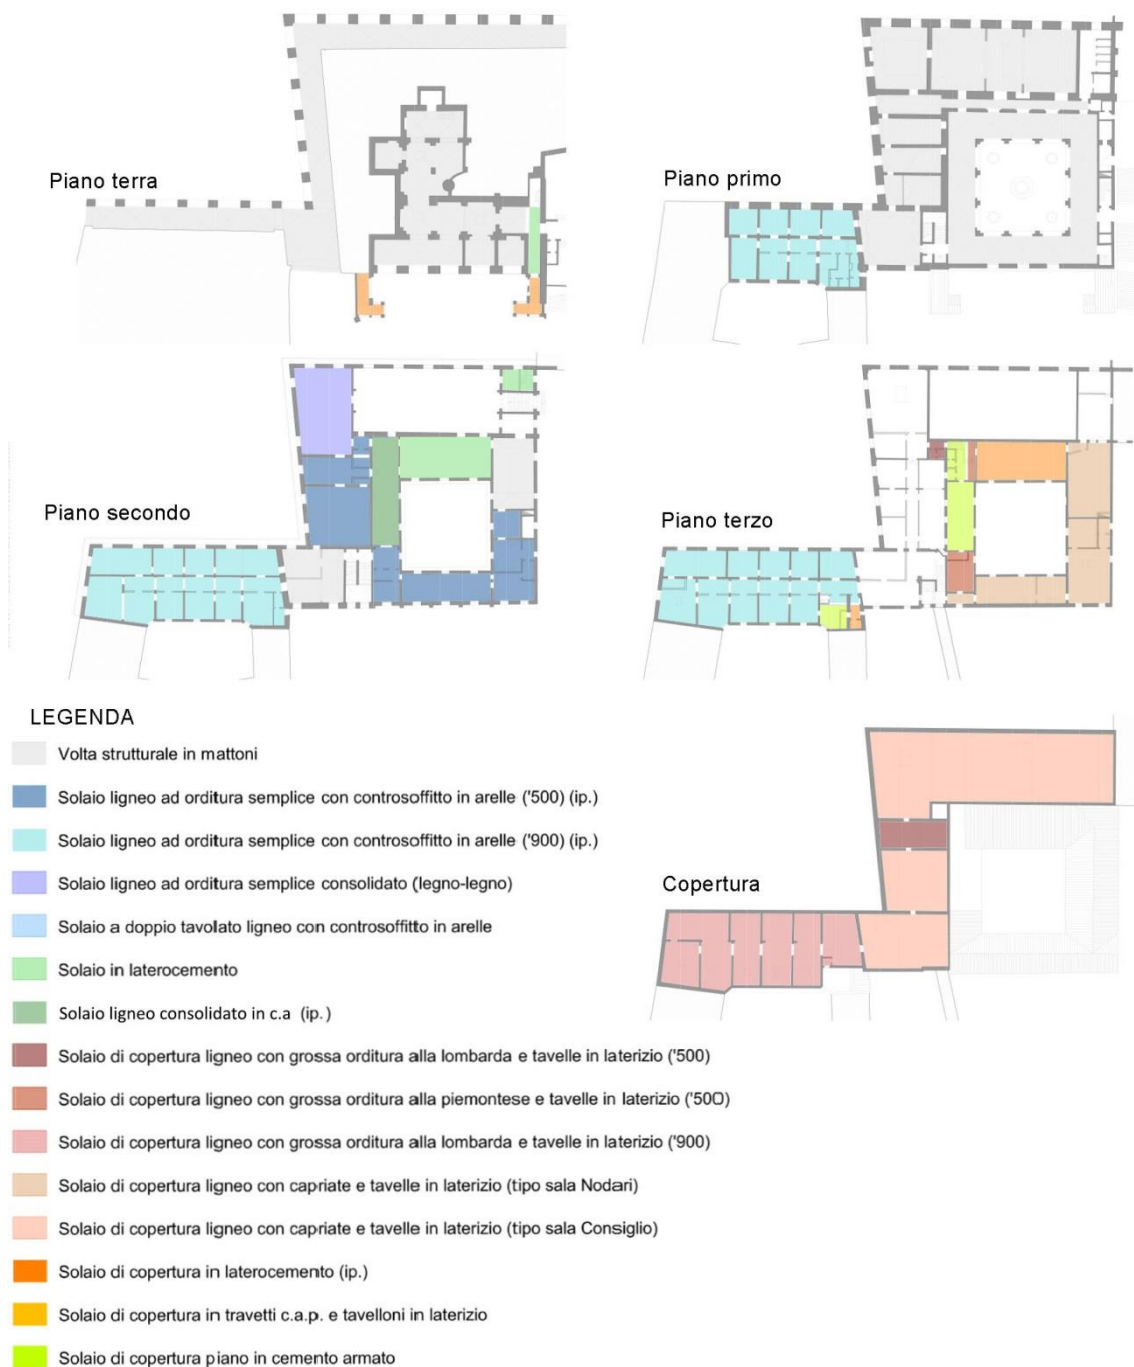 Piano terra
Piano primo
Piano secondo
Piano terzo
LEGENDA
Volta strutturale in mattoni
Solaio ligneo ad orditura semplice con controsoffitto in arelle ('500) (ip.)
Solaio ligneo ad orditura semplice con controsoffitto in arelle ('900) (ip.)
Solaio ligneo ad orditura semplice consolidato (legno-legno)
Copertura
Solaio a doppio tavolato ligneo con controsoffitto in arelle
Solaio in laterocemento
Solaio ligneo consolidato in c.a (ip.)
Solaio di copertura ligneo con grossa orditura alla lombarda e tavelle in laterizio ('500)
Solaio di copertura ligneo con grossa orditura alla piemontese e tavelle in laterizio ('500)
Solaio di copertura ligneo con grossa orditura alla lombarda e tavelle in laterizio ('900)
Solaio di copertura ligneo con capriate e tavelle in laterizio (tipo sala Nodari)
Solaio di copertura ligneo con capriate e tavelle in laterizio (tipo sala Consiglio)
Solaio di copertura in laterocemento (ip.)
Solaio di copertura in travetti c.a.p. e tavelloni in laterizio
Solaio di copertura piano in cemento armato